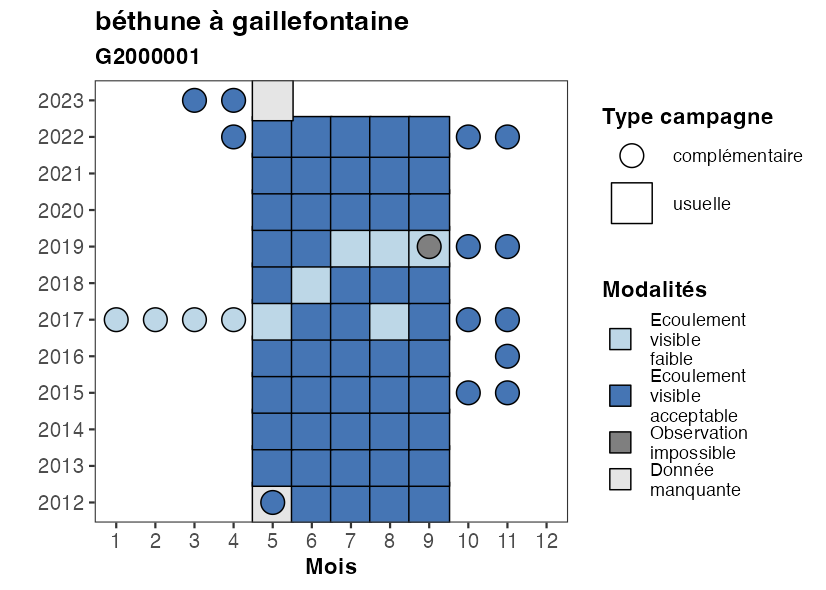 béthune à gaillefontaine
G2000001
2023
2022
2021
2020
2019
2018
2017
2016
2015
2014
2013
2012
1 2 3 4 5 6 7 8 9 10 11 12
Mois
Type campagne
complémentaire
usuelle
Modalités
Ecoulement
visible
faible
Ecoulement
visible
acceptable
Observation
impossible
Donnée
manquante